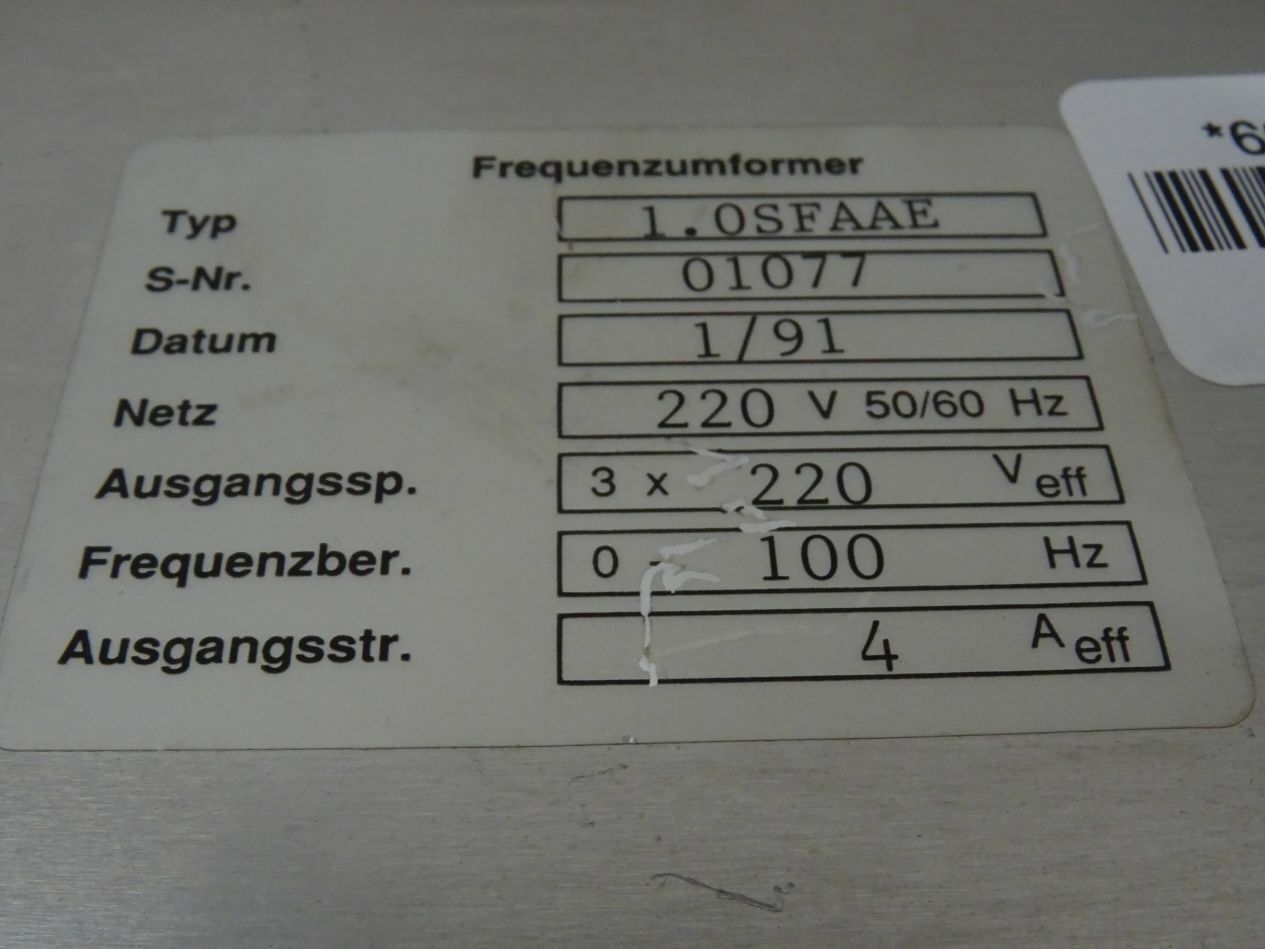 Frequenzumformer
Typ 1.0SFAAE
S-Nr. 01077
Datum 1/91
Netz 220 V 50/60 Hz
Ausgangssp. 3 x 220 Veff
Frequenzber. 0 - 100 Hz
Ausgangsstr. 4 Aeff